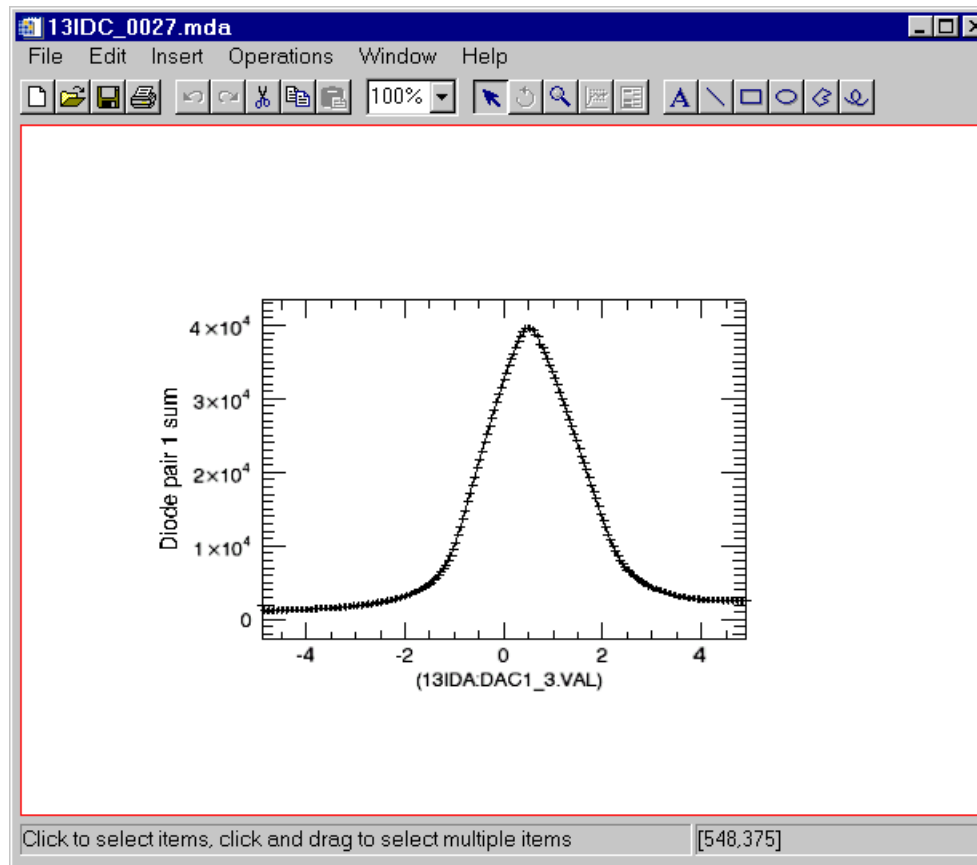 13IDC_0027.mda
File Edit Insert Operations Window Help
100% A
4×10⁴
3×10⁴
2×10⁴
1×10⁴
0
Diode pair 1 sum
-4 -2 0 2 4
(13IDA:DAC1_3.VAL)
Click to select items, click and drag to select multiple items [548,375]